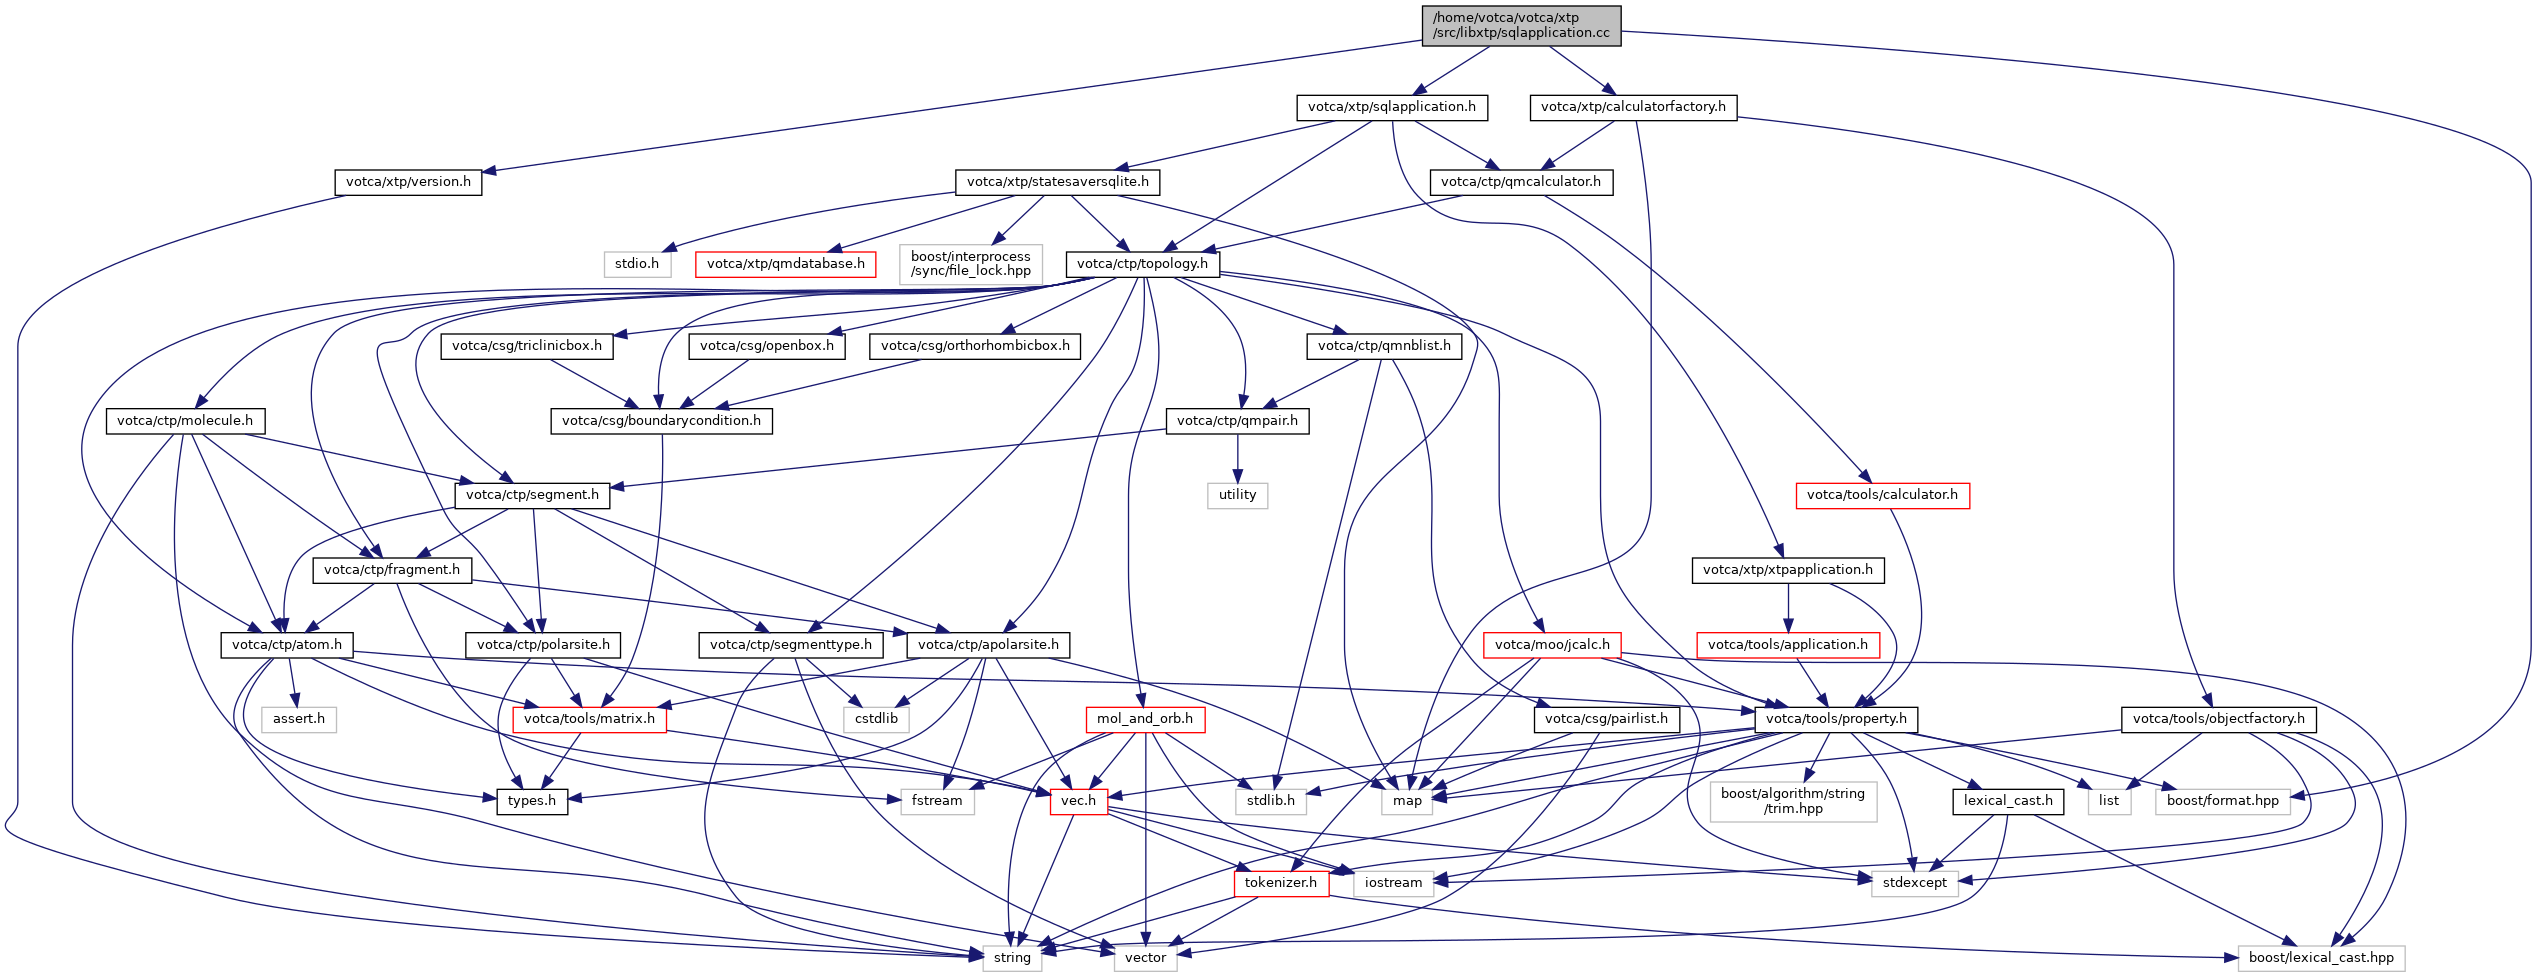 /home/votca/votca/xtp
/src/libxtp/sqlapplication.cc
votca/xtp/sqlapplication.h
votca/xtp/calculatorfactory.h
votca/xtp/version.h
votca/xtp/statesaversqlite.h
votca/ctp/qmcalculator.h
stdio.h
votca/xtp/qmdatabase.h
boost/interprocess
/sync/file_lock.hpp
votca/ctp/topology.h
votca/csg/triclinicbox.h
votca/csg/openbox.h
votca/csg/orthorhombicbox.h
votca/ctp/qmnblist.h
votca/ctp/molecule.h
votca/csg/boundarycondition.h
votca/ctp/qmpair.h
votca/ctp/segment.h
utility
votca/tools/calculator.h
votca/ctp/fragment.h
votca/xtp/xtpapplication.h
votca/ctp/atom.h
votca/ctp/polarsite.h
votca/ctp/segmenttype.h
votca/ctp/apolarsite.h
votca/moo/jcalc.h
votca/tools/application.h
assert.h
votca/tools/matrix.h
cstdlib
mol_and_orb.h
votca/csg/pairlist.h
votca/tools/property.h
votca/tools/objectfactory.h
types.h
fstream
vec.h
stdlib.h
map
boost/algorithm/string
/trim.hpp
lexical_cast.h
list
boost/format.hpp
tokenizer.h
iostream
stdexcept
string
vector
boost/lexical_cast.hpp